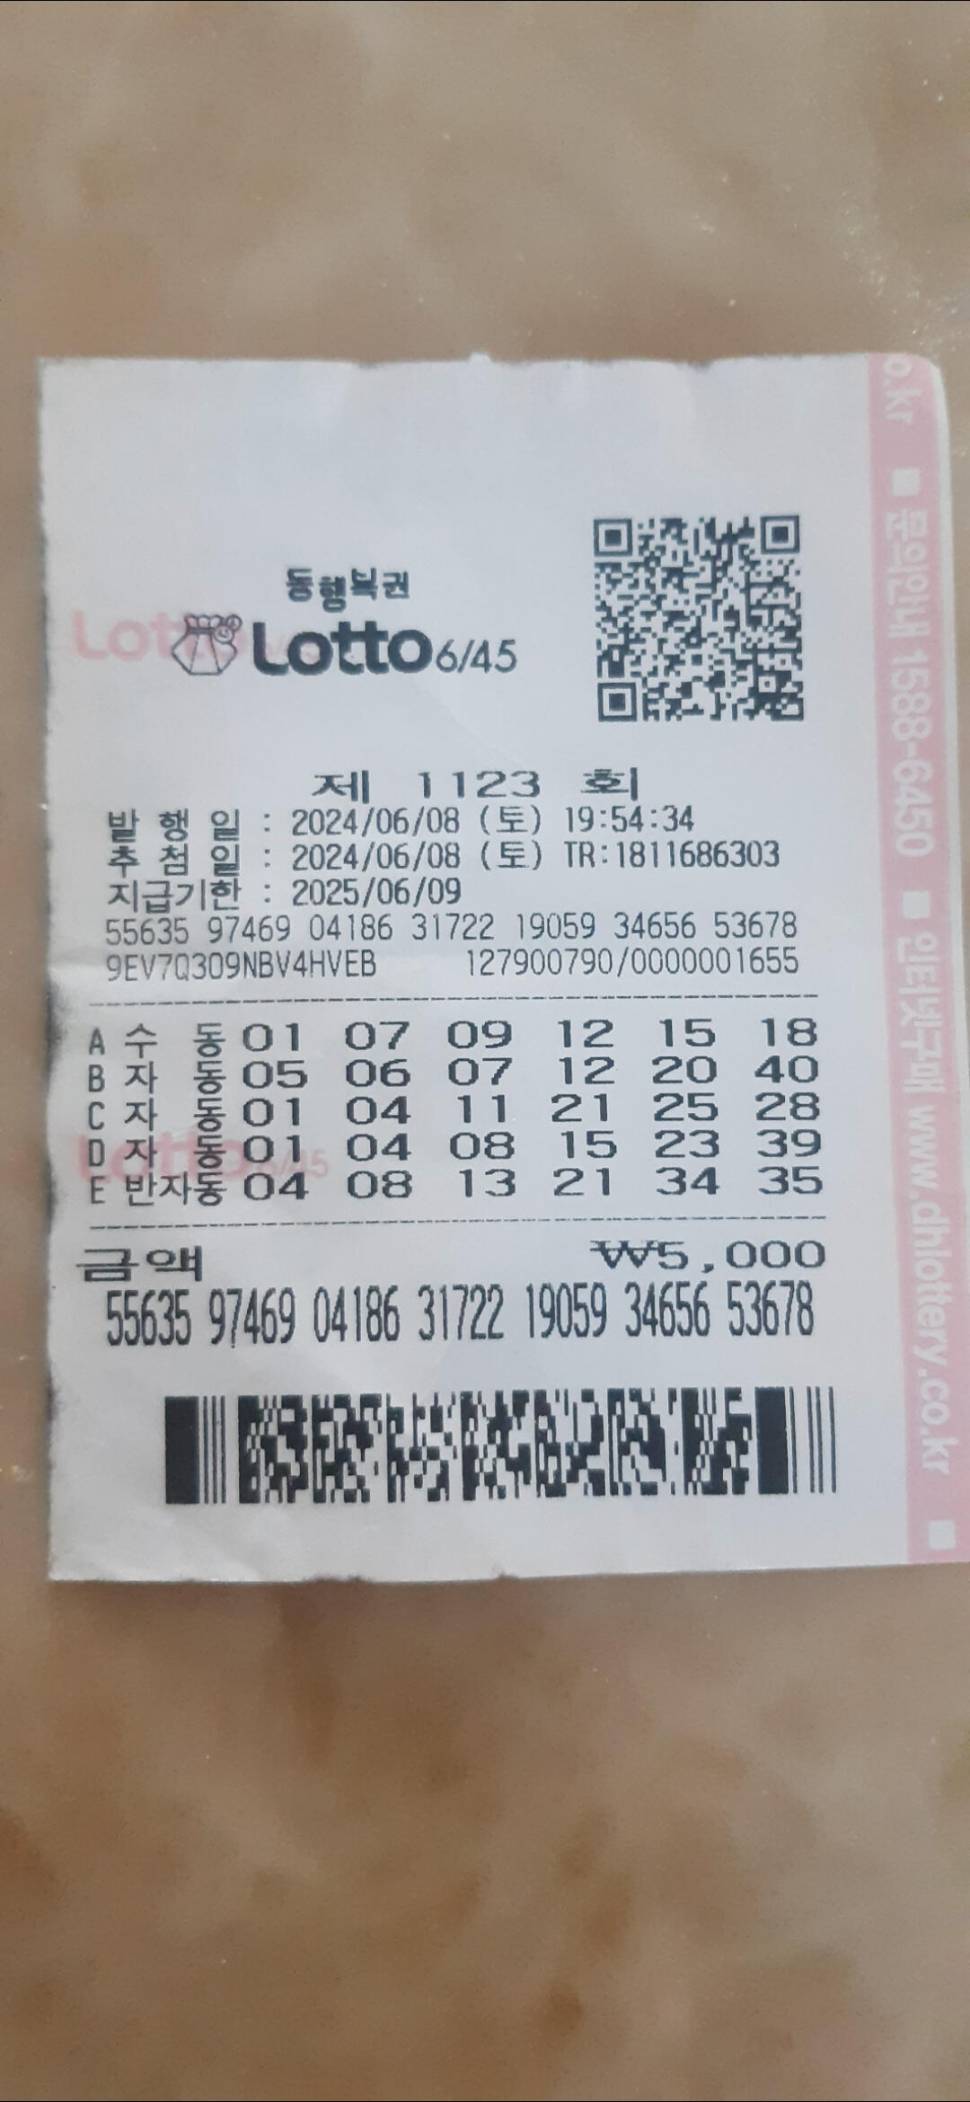 동행복권
Lotto 6/45
제 1123 회
발 행 일 : 2024/06/08 (토) 19:54:34
추 첨 일 : 2024/06/08 (토) TR:1811686303
지급기한 : 2025/06/09
55635 97469 04186 31722 19059 34656 53678
9EV7Q309NBV4HVEB 127900790/0000001655
A 수 동 01 07 09 12 15 18
B 자 동 05 06 07 12 20 40
C 자 동 01 04 11 21 25 28
D 자 동 01 04 08 15 23 39
E 반자동 04 08 13 21 34 35
금액 ₩5,000
55635 97469 04186 31722 19059 34656 53678
o.kr ■ 문의안내 1588-6450 ■ 인터넷구매 www.dhlottery.co.kr ■
Lotto
Lotto 6/45